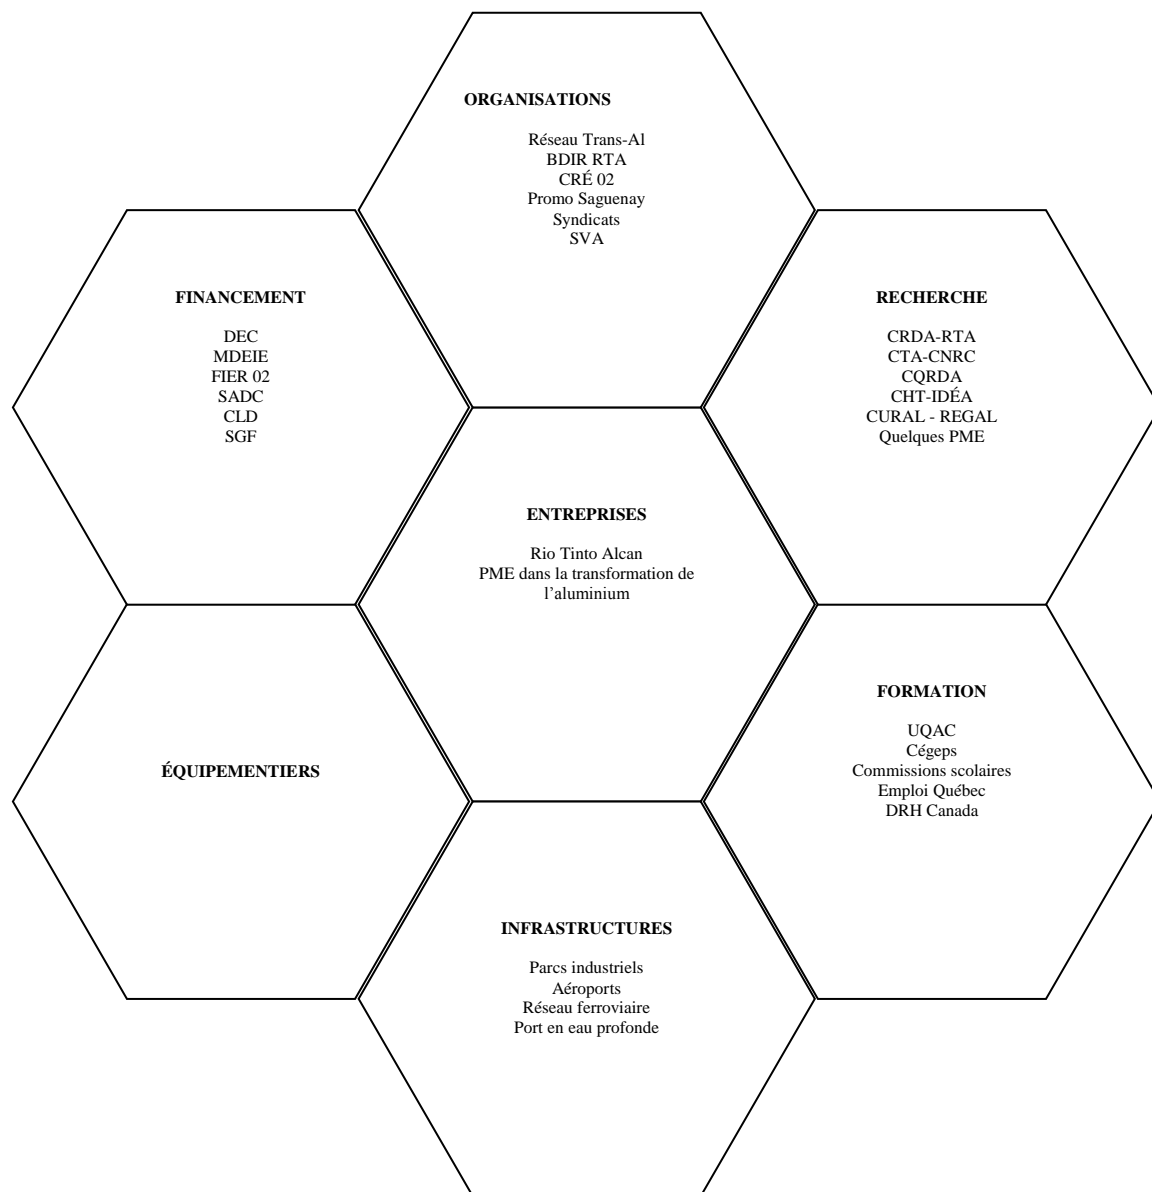 ORGANISATIONS
Réseau Trans-Al
BDIR RTA
CRÉ 02
Promo Saguenay
Syndicats
SVA
FINANCEMENT
DEC
MDEIE
FIER 02
SADC
CLD
SGF
RECHERCHE
CRDA-RTA
CTA-CNRC
CQRDA
CHT-IDÉA
CURAL - REGAL
Quelques PME
ENTREPRISES
Rio Tinto Alcan
PME dans la transformation de
l’aluminium
ÉQUIPEMENTIERS
FORMATION
UQAC
Cégeps
Commissions scolaires
Emploi Québec
DRH Canada
INFRASTRUCTURES
Parcs industriels
Aéroports
Réseau ferroviaire
Port en eau profonde